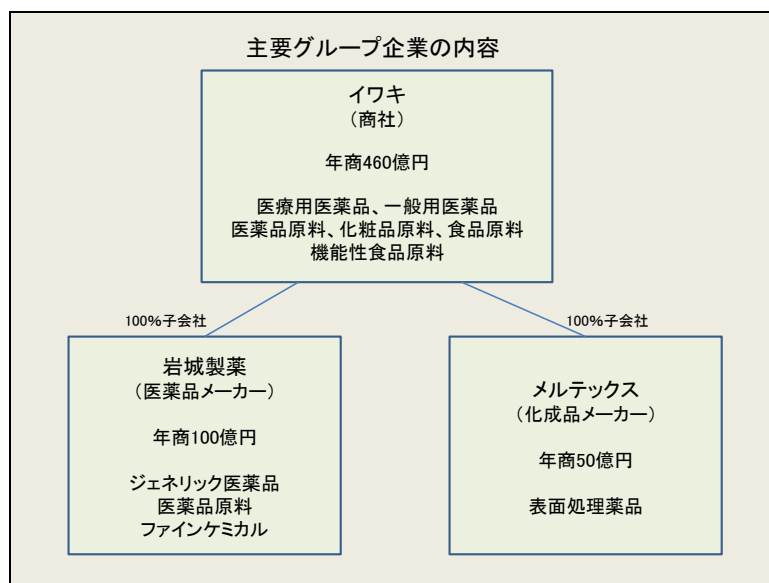 主要グループ企業の内容
イワキ
（商社）
年商460億円
医療用医薬品、一般用医薬品
医薬品原料、化粧品原料、食品原料
機能性食品原料
100%子会社
100%子会社
岩城製薬
（医薬品メーカー）
年商100億円
ジェネリック医薬品
医薬品原料
ファインケミカル
メルテックス
（化成品メーカー）
年商50億円
表面処理薬品